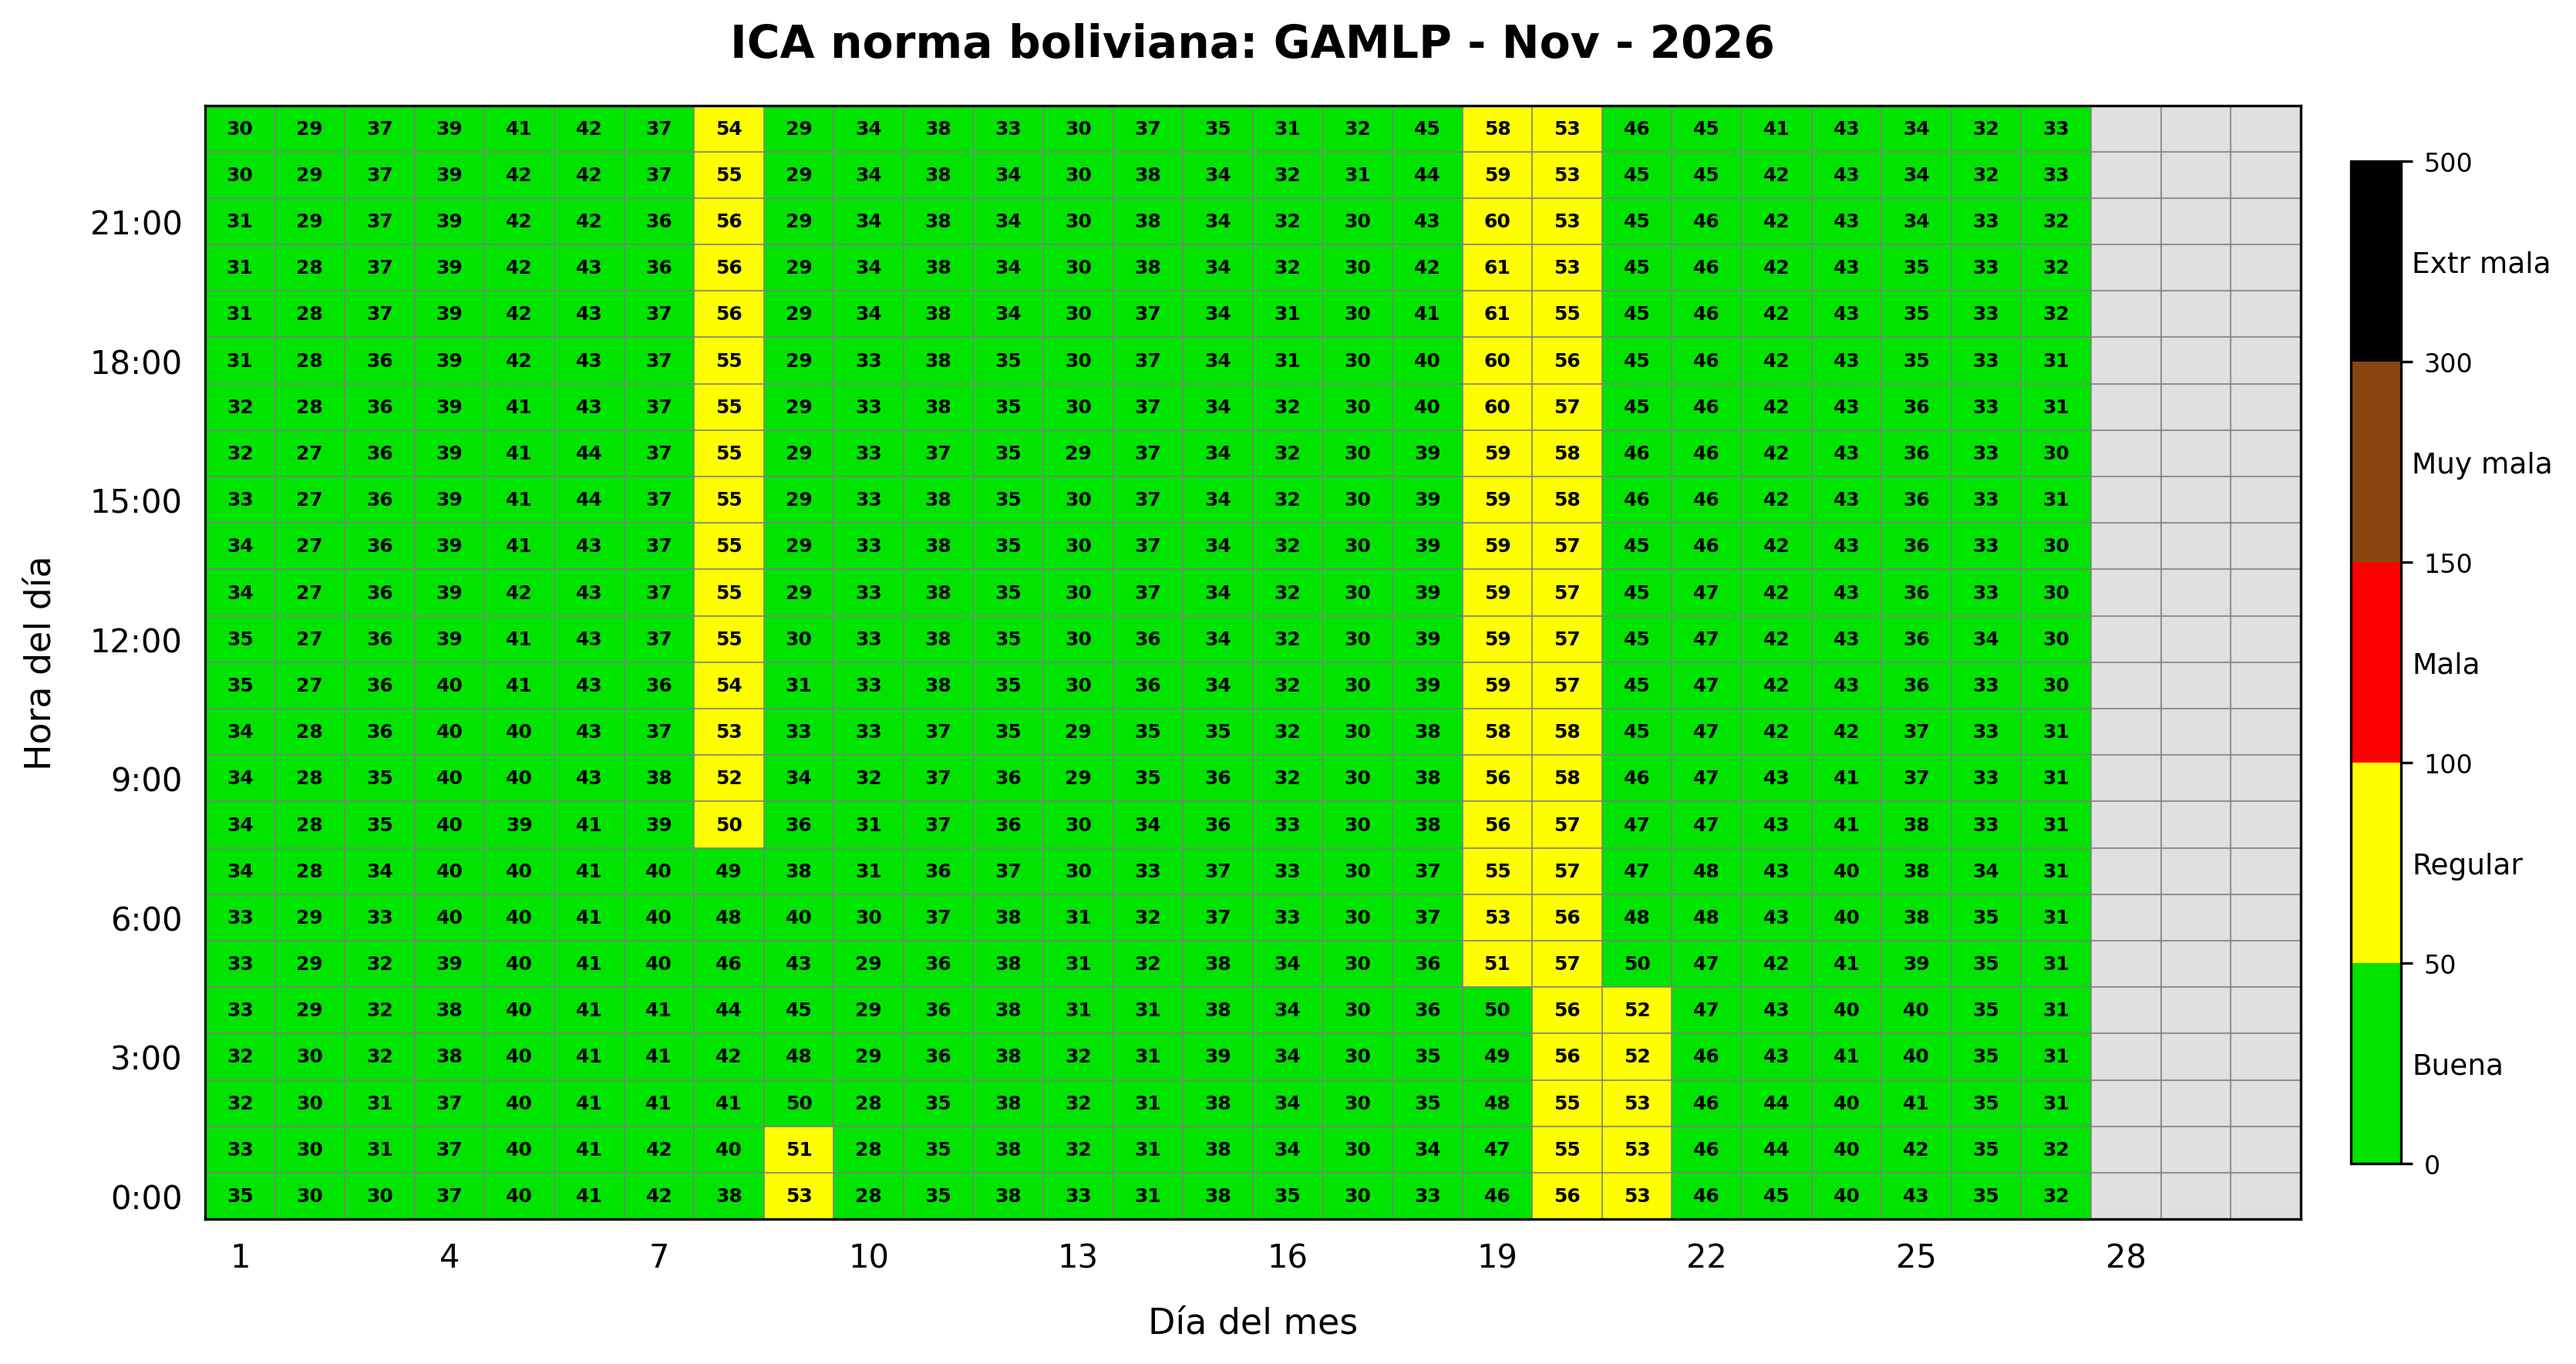 ICA norma boliviana: GAMLP - Nov - 2026
30 29 37 39 41 42 37 54 29 34 38 33 30 37 35 31 32 45 58 53 46 45 41 43 34 32 33
30 29 37 39 42 42 37 55 29 34 38 34 30 38 34 32 31 44 59 53 45 45 42 43 34 32 33
21:00 31 29 37 39 42 42 36 56 29 34 38 34 30 38 34 32 30 43 60 53 45 46 42 43 34 33 32
31 28 37 39 42 43 36 56 29 34 38 34 30 38 34 32 30 42 61 53 45 46 42 43 35 33 32
31 28 37 39 42 43 37 56 29 34 38 34 30 37 34 31 30 41 61 55 45 46 42 43 35 33 32
18:00 31 28 36 39 42 43 37 55 29 33 38 35 30 37 34 31 30 40 60 56 45 46 42 43 35 33 31
32 28 36 39 41 43 37 55 29 33 38 35 30 37 34 32 30 40 60 57 45 46 42 43 36 33 31
32 27 36 39 41 44 37 55 29 33 37 35 29 37 34 32 30 39 59 58 46 46 42 43 36 33 30
15:00 33 27 36 39 41 44 37 55 29 33 38 35 30 37 34 32 30 39 59 58 46 46 42 43 36 33 31
34 27 36 39 41 43 37 55 29 33 38 35 30 37 34 32 30 39 59 57 45 46 42 43 36 33 30
34 27 36 39 42 43 37 55 29 33 38 35 30 37 34 32 30 39 59 57 45 47 42 43 36 33 30
12:00 35 27 36 39 41 43 37 55 30 33 38 35 30 36 34 32 30 39 59 57 45 47 42 43 36 34 30
35 27 36 40 41 43 36 54 31 33 38 35 30 36 34 32 30 39 59 57 45 47 42 43 36 33 30
34 28 36 40 40 43 37 53 33 33 37 35 29 35 35 32 30 38 58 58 45 47 42 42 37 33 31
9:00 34 28 35 40 40 43 38 52 34 32 37 36 29 35 36 32 30 38 56 58 46 47 43 41 37 33 31
34 28 35 40 39 41 39 50 36 31 37 36 30 34 36 33 30 38 56 57 47 47 43 41 38 33 31
34 28 34 40 40 41 40 49 38 31 36 37 30 33 37 33 30 37 55 57 47 48 43 40 38 34 31
6:00 33 29 33 40 40 41 40 48 40 30 37 38 31 32 37 33 30 37 53 56 48 48 43 40 38 35 31
33 29 32 39 40 41 40 46 43 29 36 38 31 32 38 34 30 36 51 57 50 47 42 41 39 35 31
33 29 32 38 40 41 41 44 45 29 36 38 31 31 38 34 30 36 50 56 52 47 43 40 40 35 31
3:00 32 30 32 38 40 41 41 42 48 29 36 38 32 31 39 34 30 35 49 56 52 46 43 41 40 35 31
32 30 31 37 40 41 41 41 50 28 35 38 32 31 38 34 30 35 48 55 53 46 44 40 41 35 31
33 30 31 37 40 41 42 40 51 28 35 38 32 31 38 34 30 34 47 55 53 46 44 40 42 35 32
0:00 35 30 30 37 40 41 42 38 53 28 35 38 33 31 38 35 30 33 46 56 53 46 45 40 43 35 32
1 4 7 10 13 16 19 22 25 28
Día del mes
Hora del día
500
Extr mala
300
Muy mala
150
Mala
100
Regular
50
Buena
0